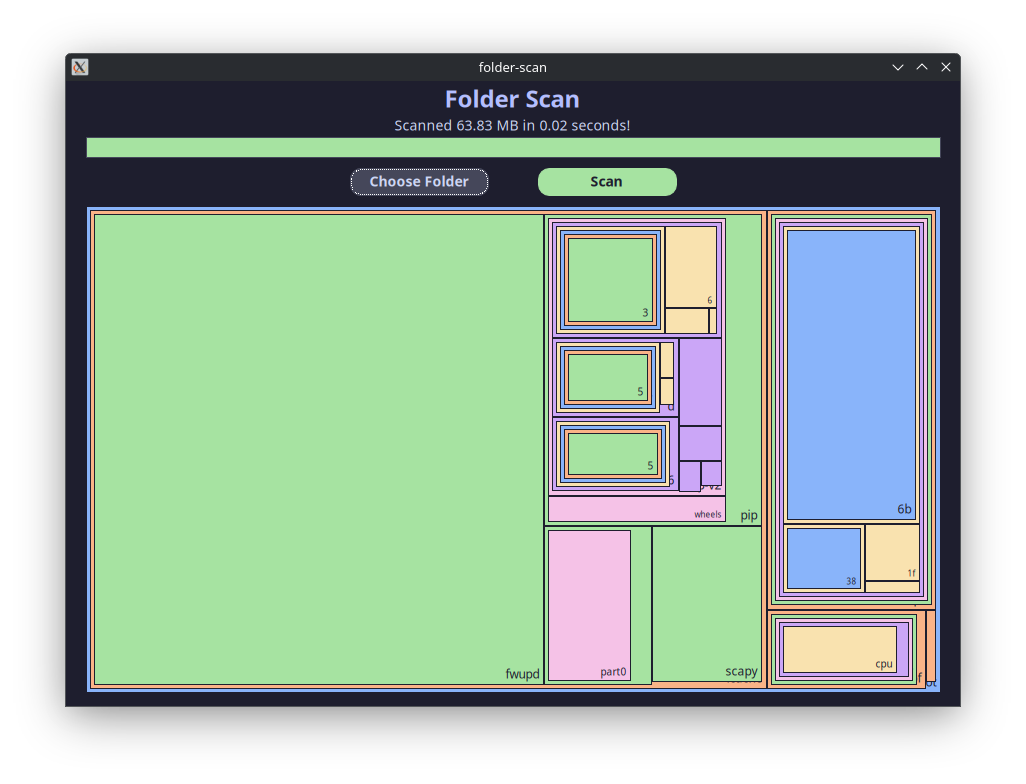 folder-scan
Folder Scan
Scanned 63.83 MB in 0.02 seconds!
Choose Folder
Scan
3
6
5
5
wheels
pip
fwupd
part0
scapy
6b
38
1f
cpu